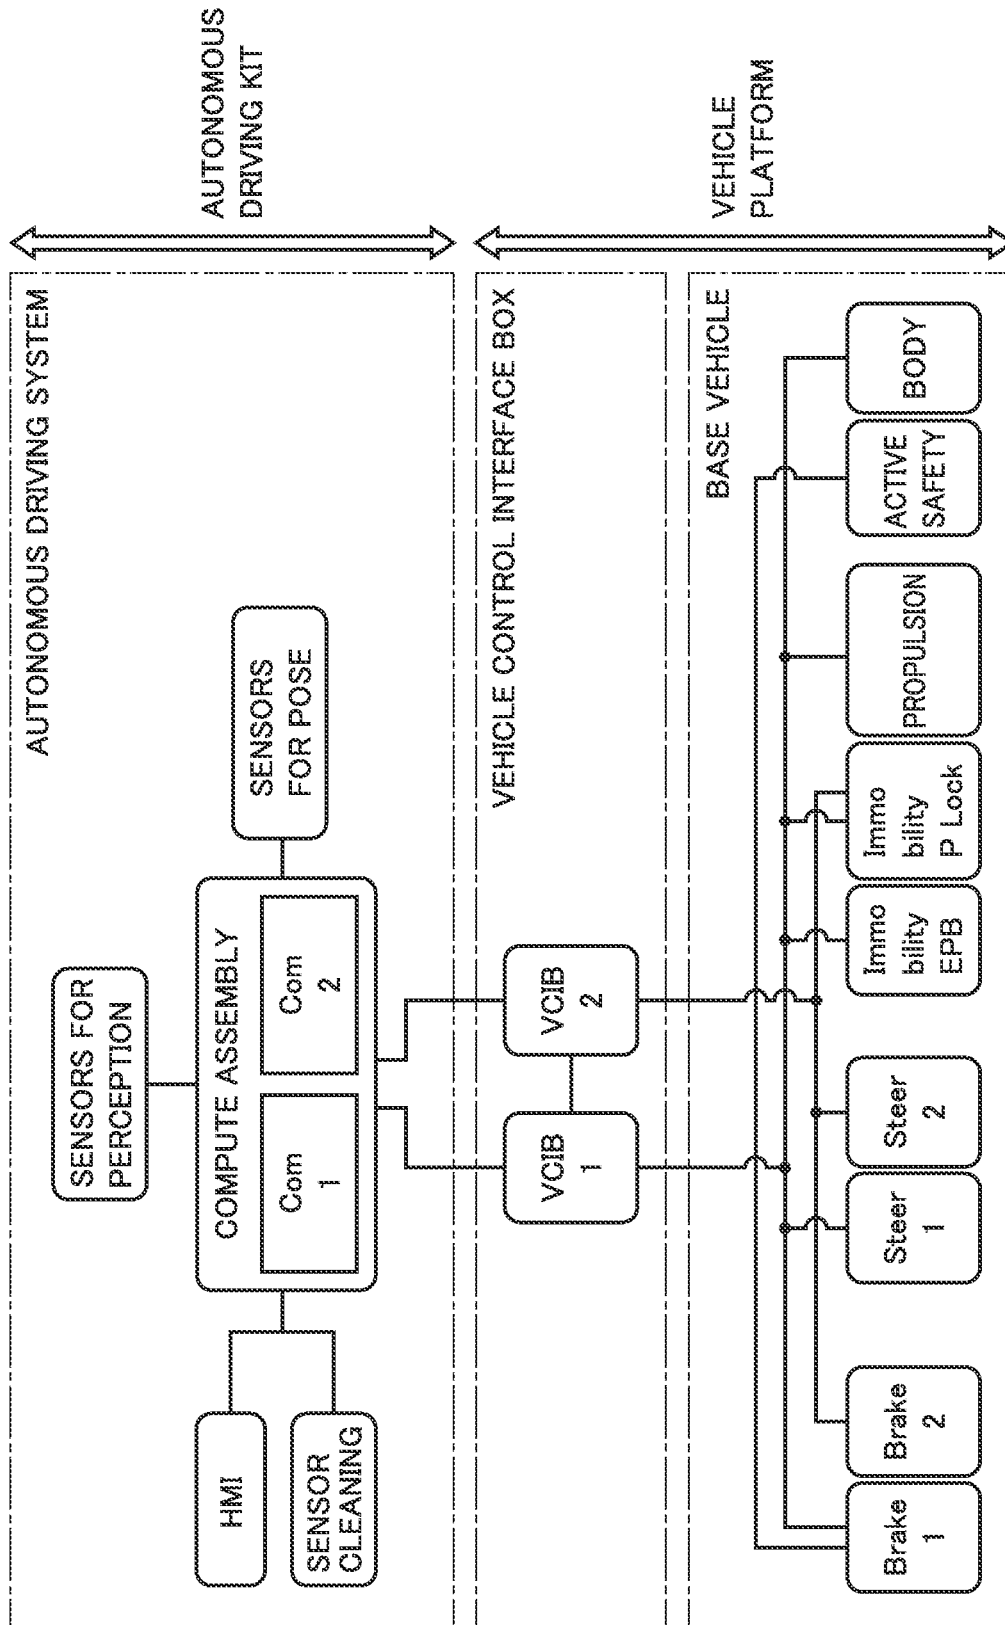 AUTONOMOUS DRIVING SYSTEM
SENSORS FOR
PERCEPTION
HMI
SENSOR
CLEANING
COMPUTE ASSEMBLY
Com
1
Com
2
SENSORS
FOR POSE
AUTONOMOUS
DRIVING KIT
VEHICLE CONTROL INTERFACE BOX
VCIB
1
VCIB
2
VEHICLE
PLATFORM
BASE VEHICLE
Brake
1
Brake
2
Steer
1
Steer
2
Immo
bility
EPB
Immo
bility
P Lock
PROPULSION
ACTIVE
SAFETY
BODY